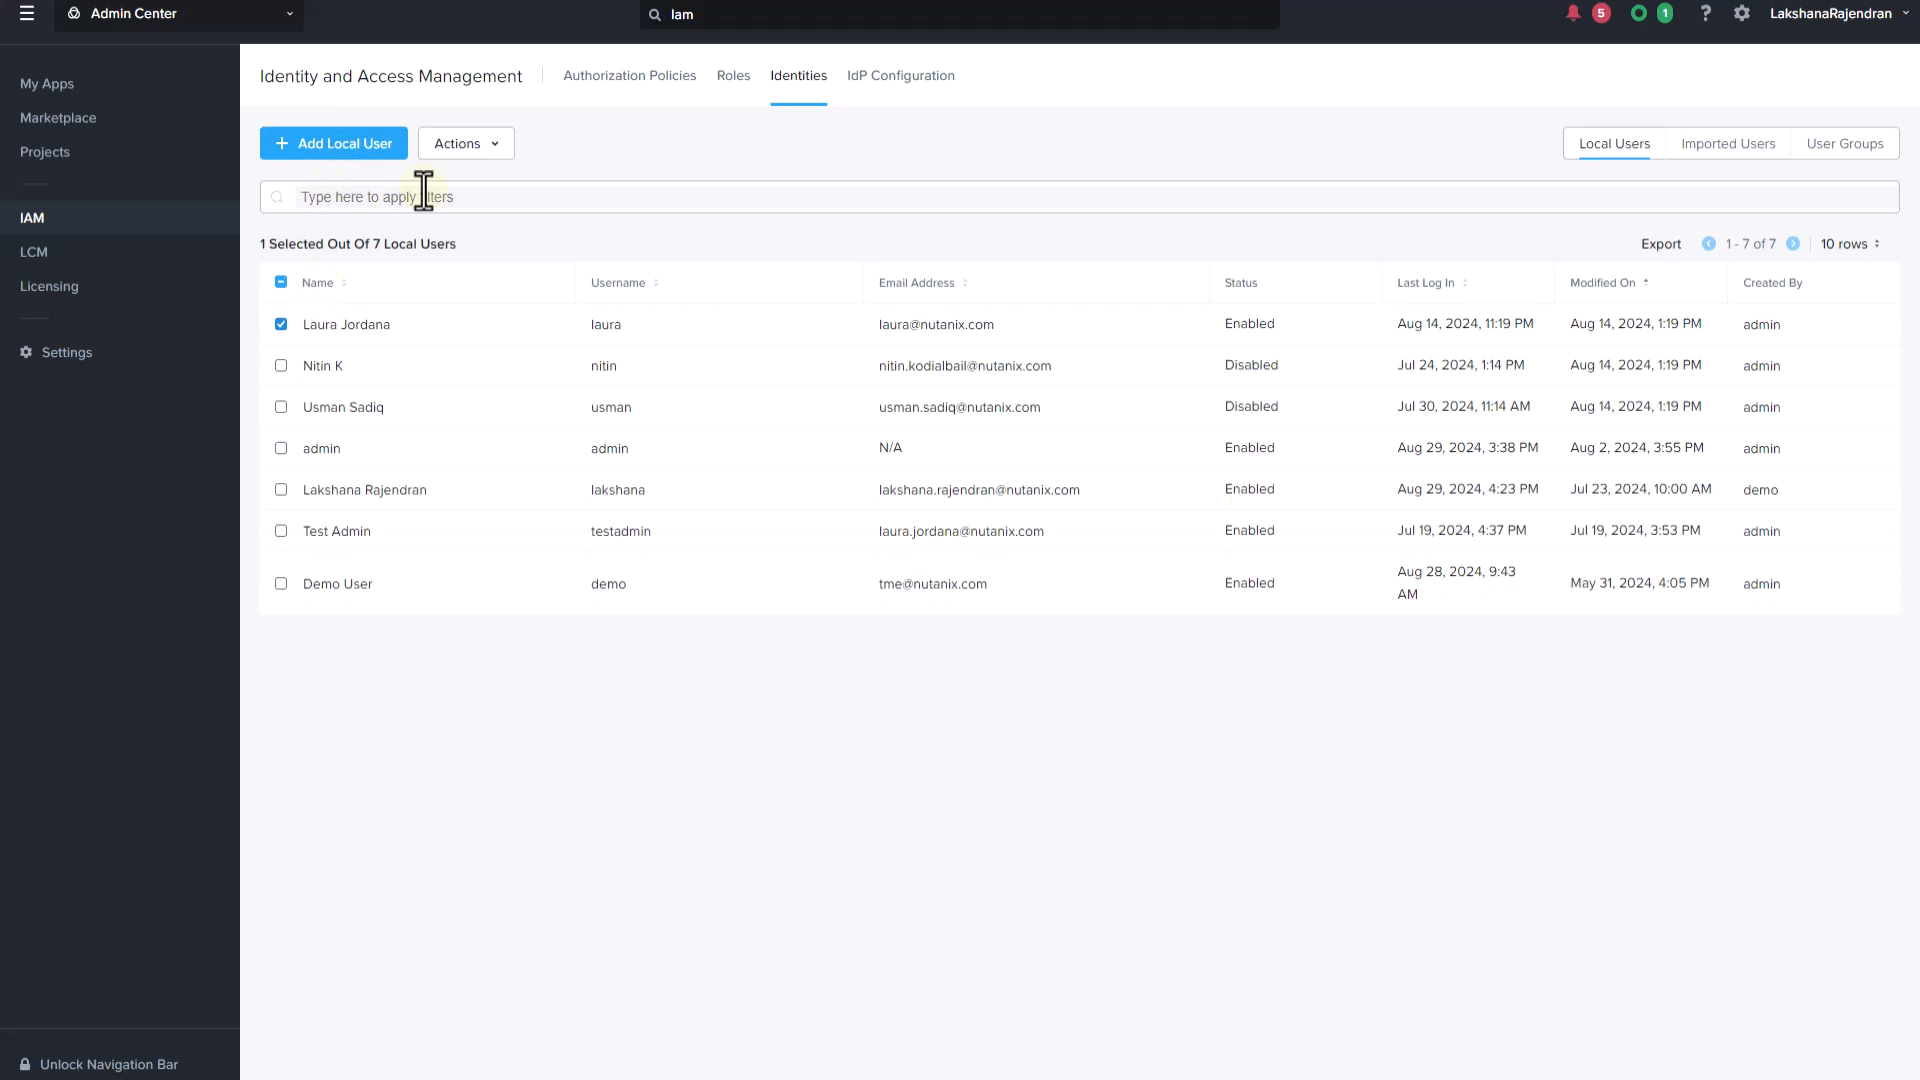 Admin Center
Iam
5
1
?
LakshanaRajendran
My Apps
Marketplace
Projects
IAM
LCM
Licensing
Settings
Unlock Navigation Bar
Identity and Access Management
Authorization Policies
Roles
Identities
IdP Configuration
+ Add Local User
Actions
Local Users
Imported Users
User Groups
Type here to apply filters
1 Selected Out Of 7 Local Users
Export
1 - 7 of 7
10 rows
Name Username Email Address Status Last Log In Modified On Created By
Laura Jordana laura laura@nutanix.com Enabled Aug 14, 2024, 11:19 PM Aug 14, 2024, 1:19 PM admin
Nitin K nitin nitin.kodialbail@nutanix.com Disabled Jul 24, 2024, 1:14 PM Aug 14, 2024, 1:19 PM admin
Usman Sadiq usman usman.sadiq@nutanix.com Disabled Jul 30, 2024, 11:14 AM Aug 14, 2024, 1:19 PM admin
admin admin N/A Enabled Aug 29, 2024, 3:38 PM Aug 2, 2024, 3:55 PM admin
Lakshana Rajendran lakshana lakshana.rajendran@nutanix.com Enabled Aug 29, 2024, 4:23 PM Jul 23, 2024, 10:00 AM demo
Test Admin testadmin laura.jordana@nutanix.com Enabled Jul 19, 2024, 4:37 PM Jul 19, 2024, 3:53 PM admin
Demo User demo tme@nutanix.com Enabled Aug 28, 2024, 9:43 AM May 31, 2024, 4:05 PM admin